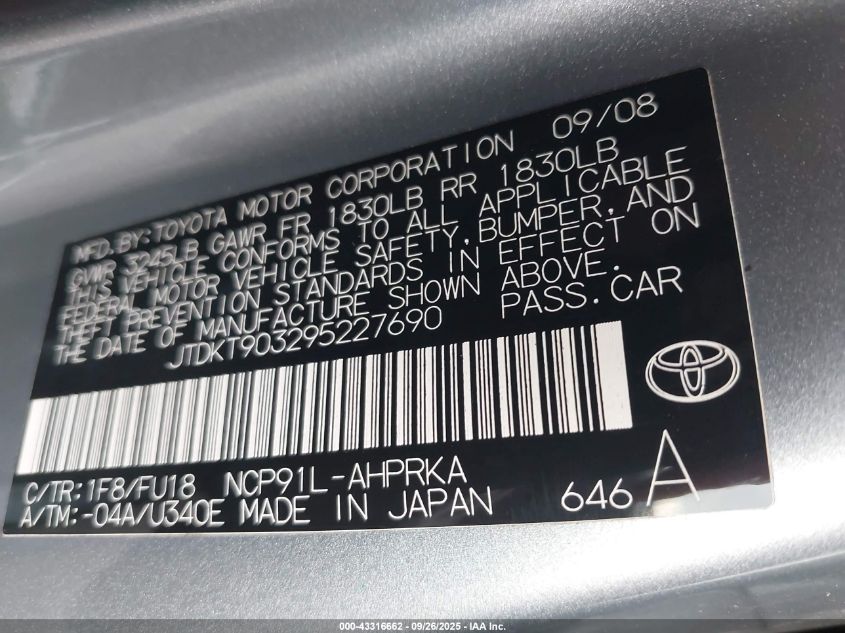 MFD. BY: TOYOTA MOTOR CORPORATION 09/08
GVWR 3245LB GAWR FR 1830LB RR 1830LB
THIS VEHICLE CONFORMS TO ALL APPLICABLE
FEDERAL MOTOR VEHICLE SAFETY, BUMPER, AND
THEFT PREVENTION STANDARDS IN EFFECT ON
THE DATE OF MANUFACTURE SHOWN ABOVE.
JTDKT903295227690 PASS. CAR
C/TR: 1F8/FU18 NCP91L-AHPRKA
A/TM: -04A/U340E MADE IN JAPAN 646 A
000-43316662 - 09/26/2025 - IAA Inc.